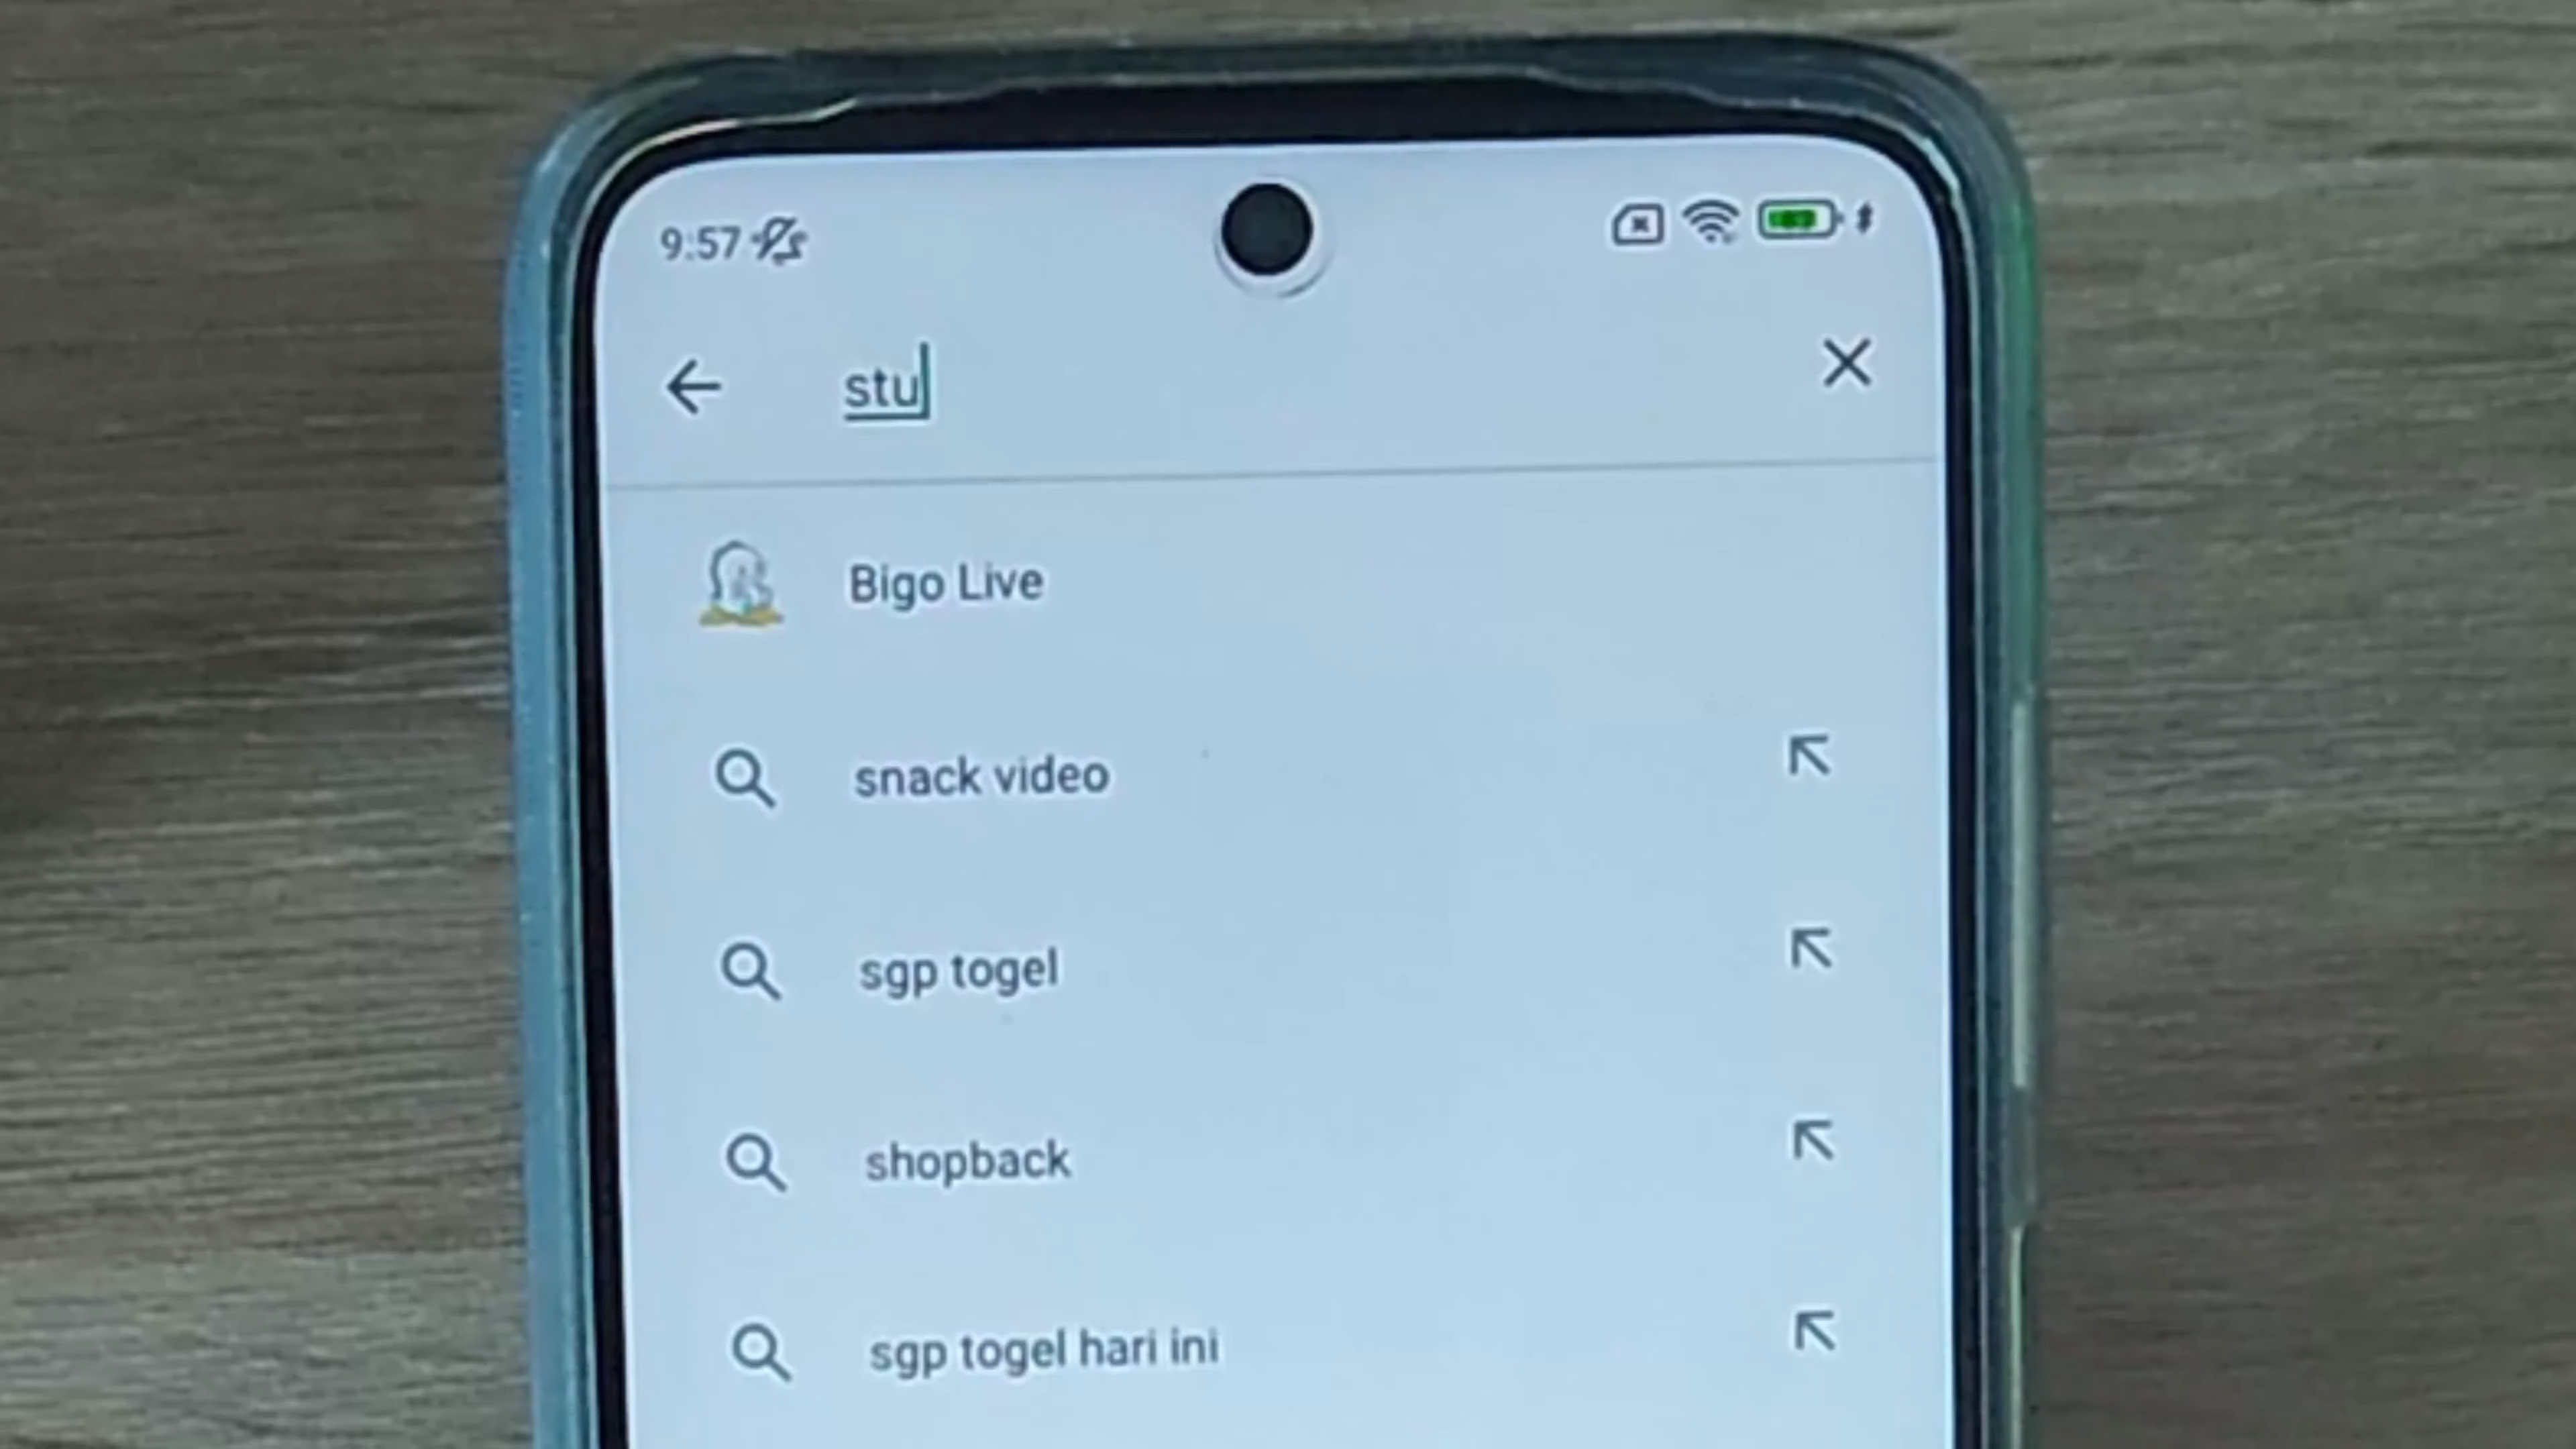 9:57
stu
Bigo Live
snack video
sgp togel
shopback
sgp togel hari ini